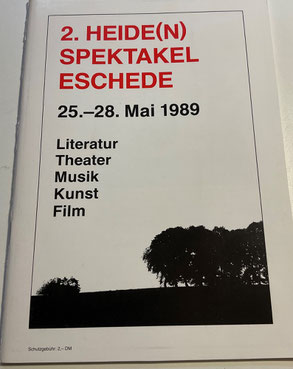 2. HEIDE(N)
SPEKTAKEL
ESCHEDE
25.–28. Mai 1989
Literatur
Theater
Musik
Kunst
Film
Schutzgebühr: 2.– DM